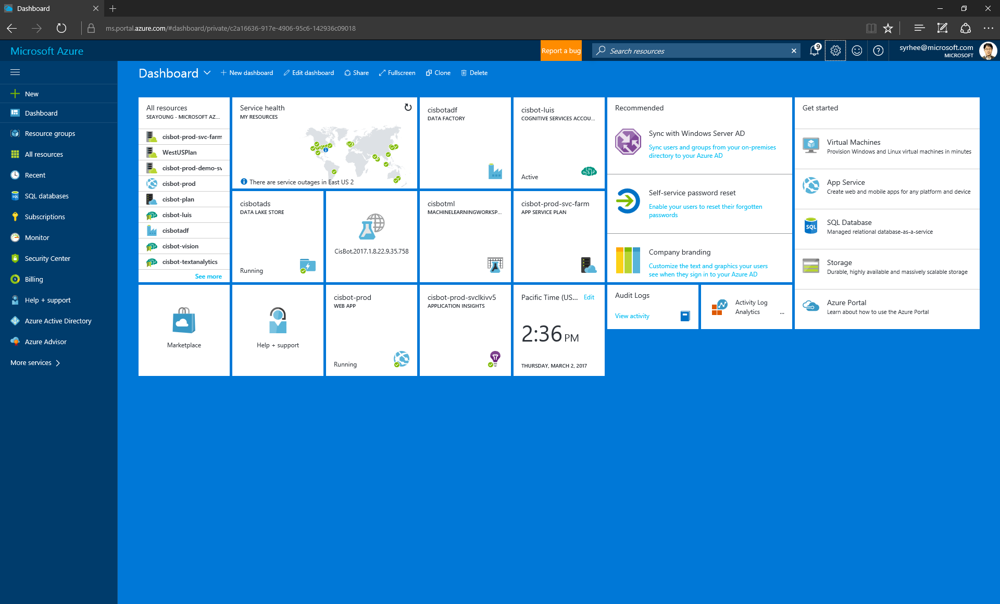 Dashboard
ms.portal.azure.com/#dashboard/private/c2a16636-917e-4906-95c6-142936c09018
Microsoft Azure
Report a bug
Search resources
9
syrhee@microsoft.com
MICROSOFT
Dashboard
New dashboard
Edit dashboard
Share
Fullscreen
Clone
Delete
New
Dashboard
Resource groups
All resources
Recent
SQL databases
Subscriptions
Monitor
Security Center
Billing
Help + support
Azure Active Directory
Azure Advisor
More services
All resources
SEAYOUNG - MICROSOFT AZ...
cisbot-prod-svc-farm
WestUSPlan
cisbot-prod-demo-sv
cisbot-prod
cisbot-plan
cisbot-luis
cisbotadf
cisbot-vision
cisbot-textanalytics
See more
Service health
MY RESOURCES
There are service outages in East US 2
cisbotadf
DATA FACTORY
cisbot-luis
COGNITIVE SERVICES ACCOU...
Active
cisbotads
DATA LAKE STORE
Running
CisBot.2017.1.8.22.9.35.758
cisbotml
MACHINELEARNINGWORKSP...
cisbot-prod-svc-farm
APP SERVICE PLAN
Marketplace
Help + support
cisbot-prod
WEB APP
Running
cisbot-prod-svclkivv5
APPLICATION INSIGHTS
Pacific Time (US...
Edit
2:36 PM
THURSDAY, MARCH 2, 2017
Recommended
Sync with Windows Server AD
Sync users and groups from your on-premises
directory to your Azure AD
Self-service password reset
Enable your users to reset their forgotten
passwords
Company branding
Customize the text and graphics your users
see when they sign in to your Azure AD
Audit Logs
View activity
Activity Log
Analytics
...
Get started
Virtual Machines
Provision Windows and Linux virtual machines in minutes
App Service
Create web and mobile apps for any platform and device
SQL
SQL Database
Managed relational database-as-a-service
Storage
Durable, highly available and massively scalable storage
Azure Portal
Learn about how to use the Azure Portal